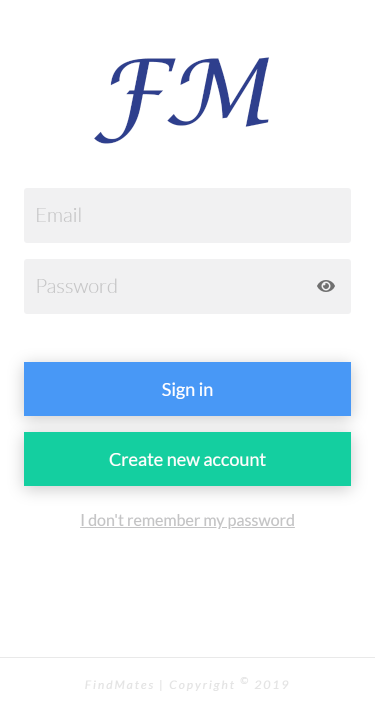 FM
Email
Password
Sign in
Create new account
I don't remember my password
FindMates | Copyright © 2019